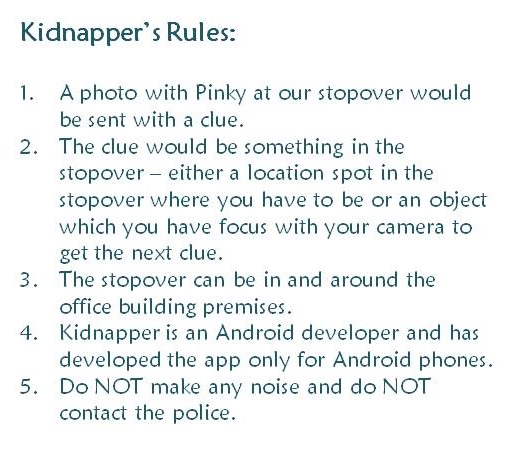 Kidnapper's Rules:
1. A photo with Pinky at our stopover would
be sent with a clue.
2. The clue would be something in the
stopover – either a location spot in the
stopover where you have to be or an object
which you have focus with your camera to
get the next clue.
3. The stopover can be in and around the
office building premises.
4. Kidnapper is an Android developer and has
developed the app only for Android phones.
5. Do NOT make any noise and do NOT
contact the police.